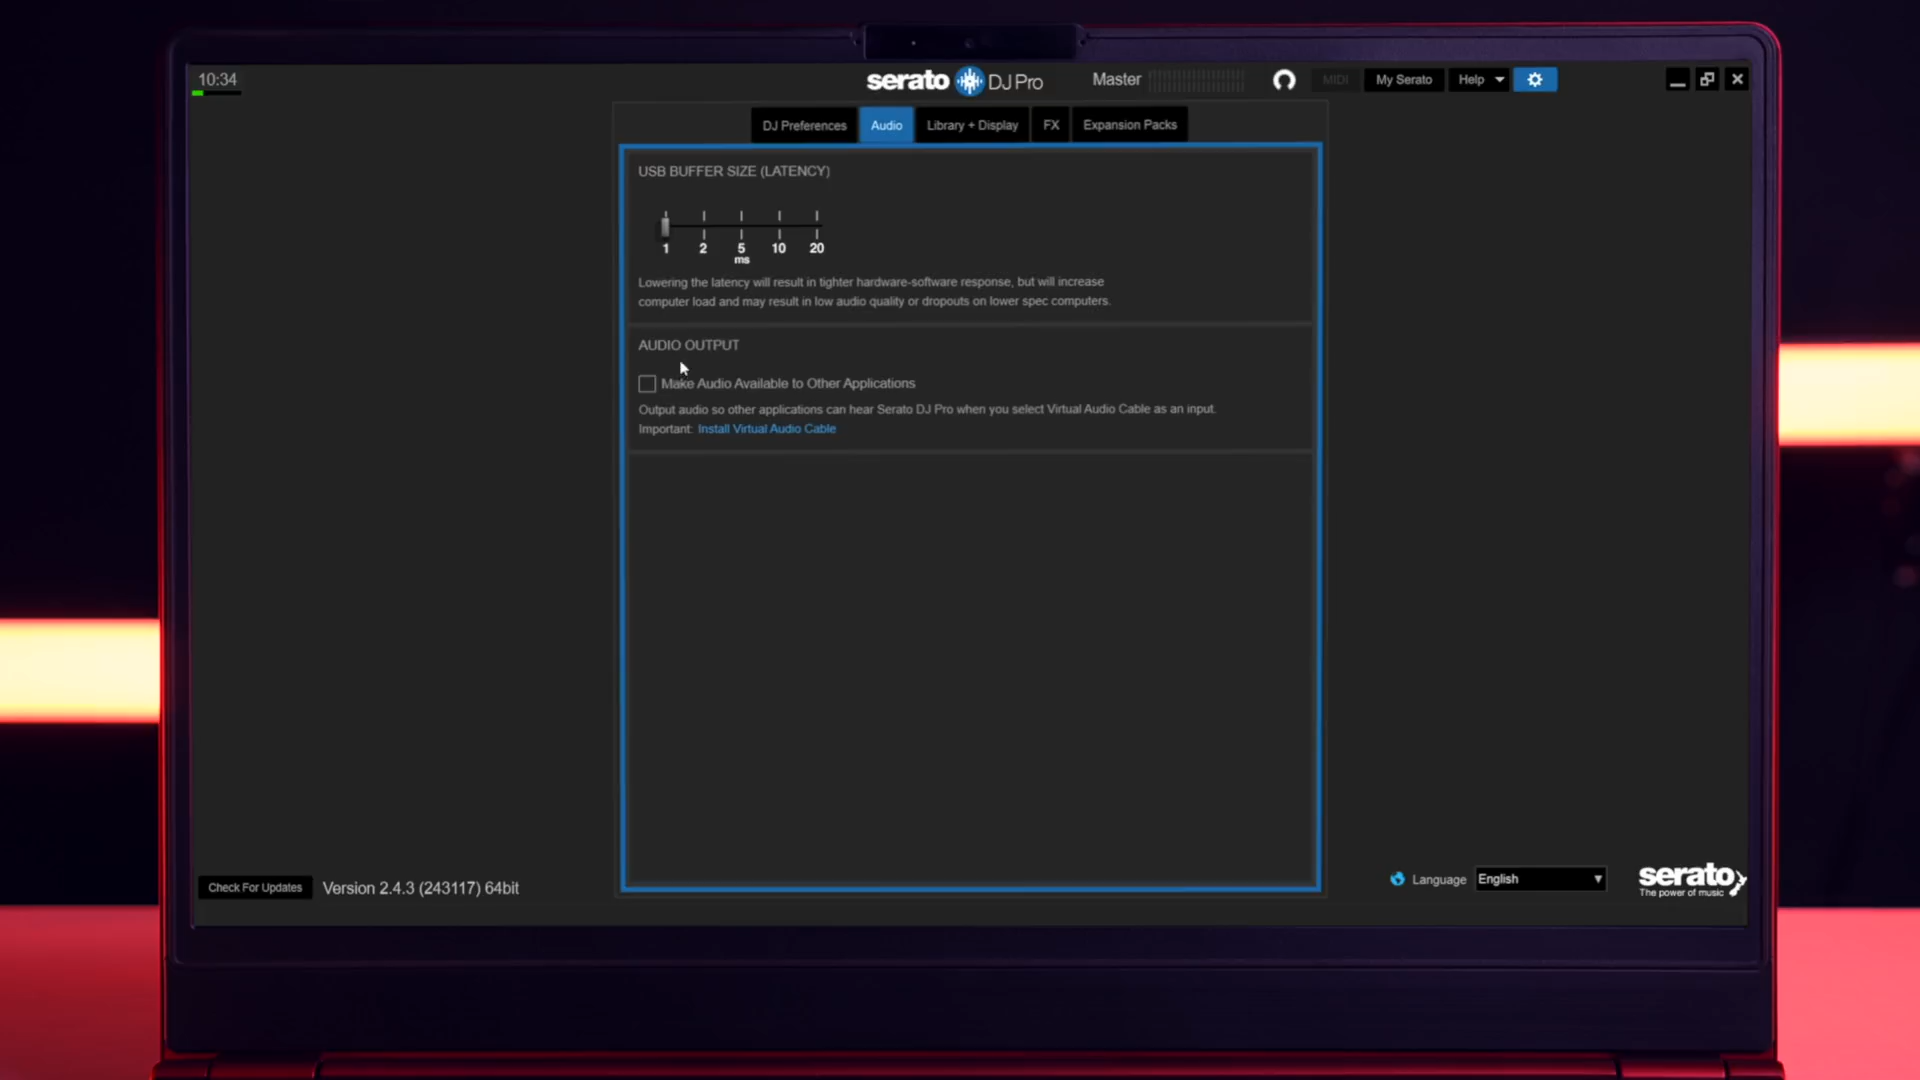 10:34
serato DJ Pro
Master
MIDI
My Serato
Help
DJ Preferences
Audio
Library + Display
FX
Expansion Packs
USB BUFFER SIZE (LATENCY)
1 2 5 10 20
ms
Lowering the latency will result in tighter hardware-software response, but will increase
computer load and may result in low audio quality or dropouts on lower spec computers.
AUDIO OUTPUT
Make Audio Available to Other Applications
Output audio so other applications can hear Serato DJ Pro when you select Virtual Audio Cable as an input.
Important: Install Virtual Audio Cable
Check For Updates
Version 2.4.3 (243117) 64bit
Language
English
serato
The power of music